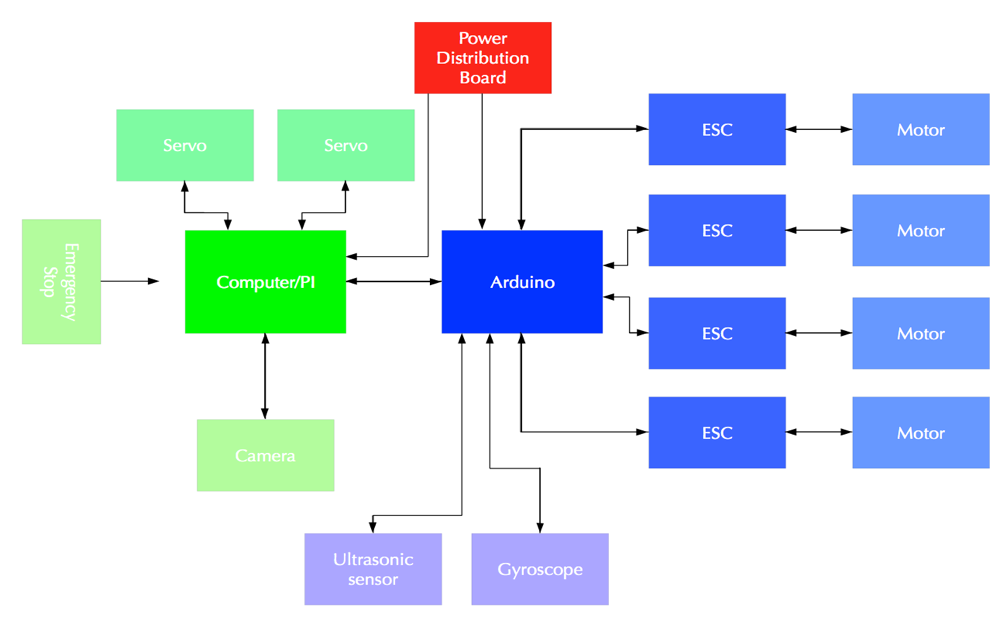 Power
Distribution
Board
Servo
Servo
ESC
Motor
Emergency
Stop
Computer/PI
Arduino
ESC
Motor
ESC
Motor
Camera
ESC
Motor
Ultrasonic
sensor
Gyroscope